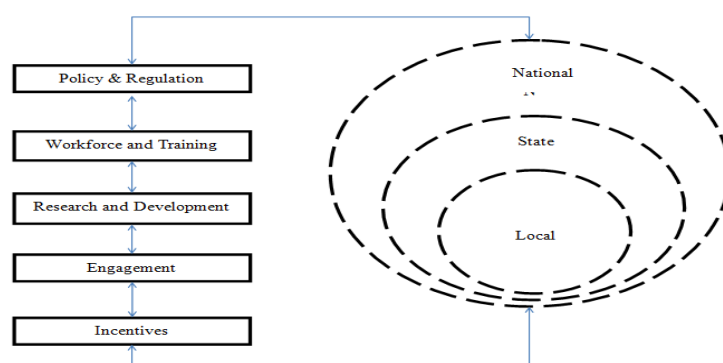 Policy & Regulation
Workforce and Training
Research and Development
Engagement
Incentives
National
State
Local